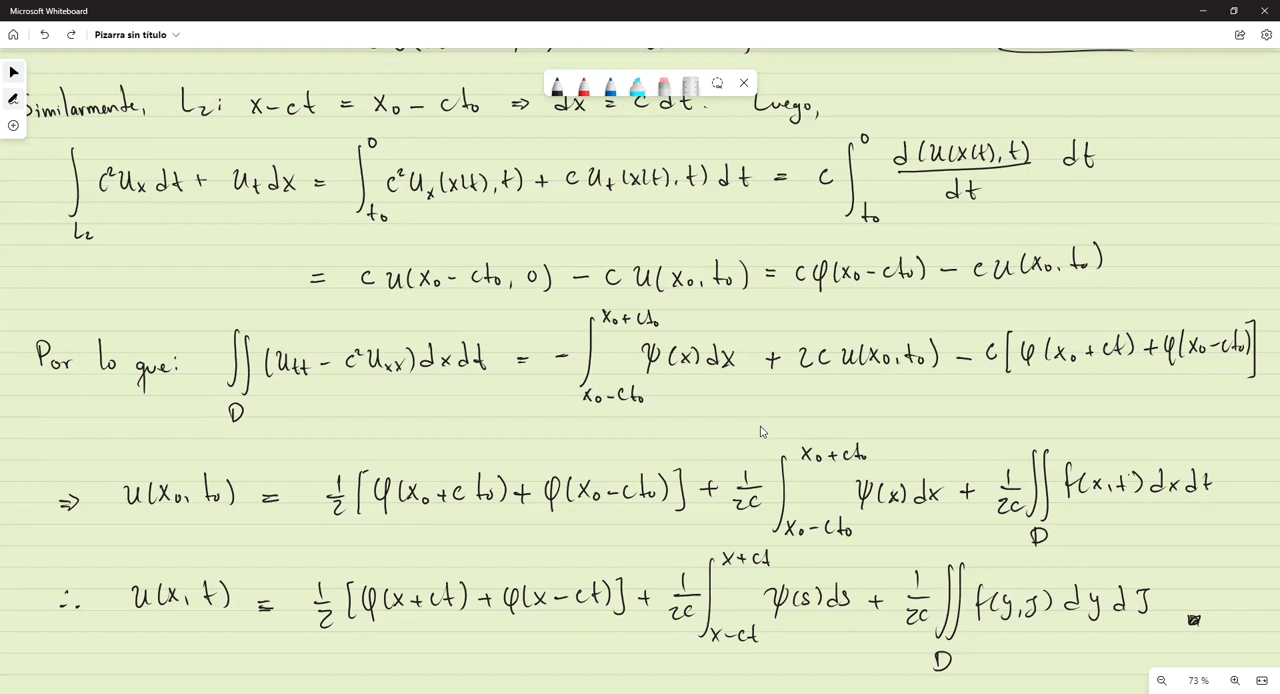 Microsoft Whiteboard
Pizarra sin título
Similarmente, L₂: x-ct = x₀-ct₀ ⇒ dx = c dt. Luego,
∫_{L₂} c²u_x dt + u_t dx = ∫_{t₀}^{0} c²u_x(x(t),t) + c u_t(x(t),t) dt = c ∫_{t₀}^{0} d(u(x(t),t)/dt dt
= c u(x₀-ct₀, 0) - c u(x₀,t₀) = cφ(x₀-ct₀) - c u(x₀,t₀)
Por lo que: ∬_D (u_tt - c²u_xx) dx dt = - ∫_{x₀-ct₀}^{x₀+ct₀} ψ(x)dx + 2c u(x₀,t₀) - c[φ(x₀+ct) + φ(x₀-ct₀)]
⇒ u(x₀,t₀) = 1/2 [φ(x₀+ct₀) + φ(x₀-ct₀)] + 1/2c ∫_{x₀-ct₀}^{x₀+ct₀} ψ(x)dx + 1/2c ∬_D f(x,t) dx dt
∴ u(x,t) = 1/2 [φ(x+ct) + φ(x-ct)] + 1/2c ∫_{x-ct}^{x+ct} ψ(s)ds + 1/2c ∬_D f(y,ʃ) dy dʃ
73 %